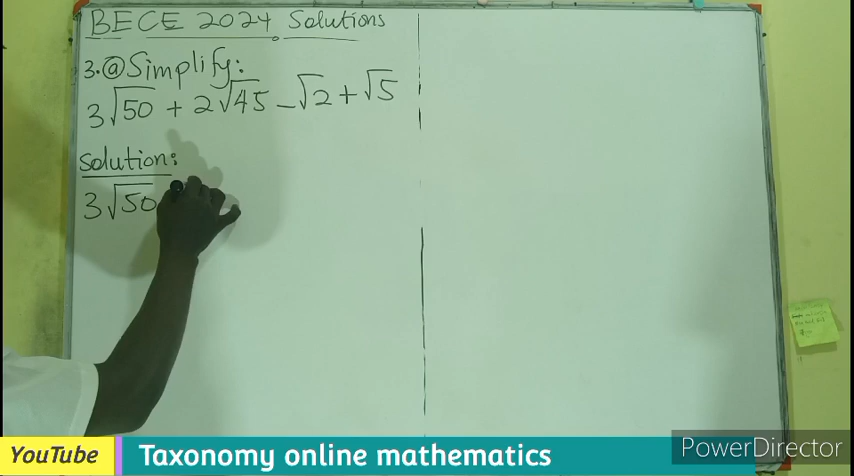 BECE 2024 Solutions
3.ⓐ Simplify:
3√50 + 2√45 - √2 + √5
Solution:
3√50
YouTube Taxonomy online mathematics
PowerDirector